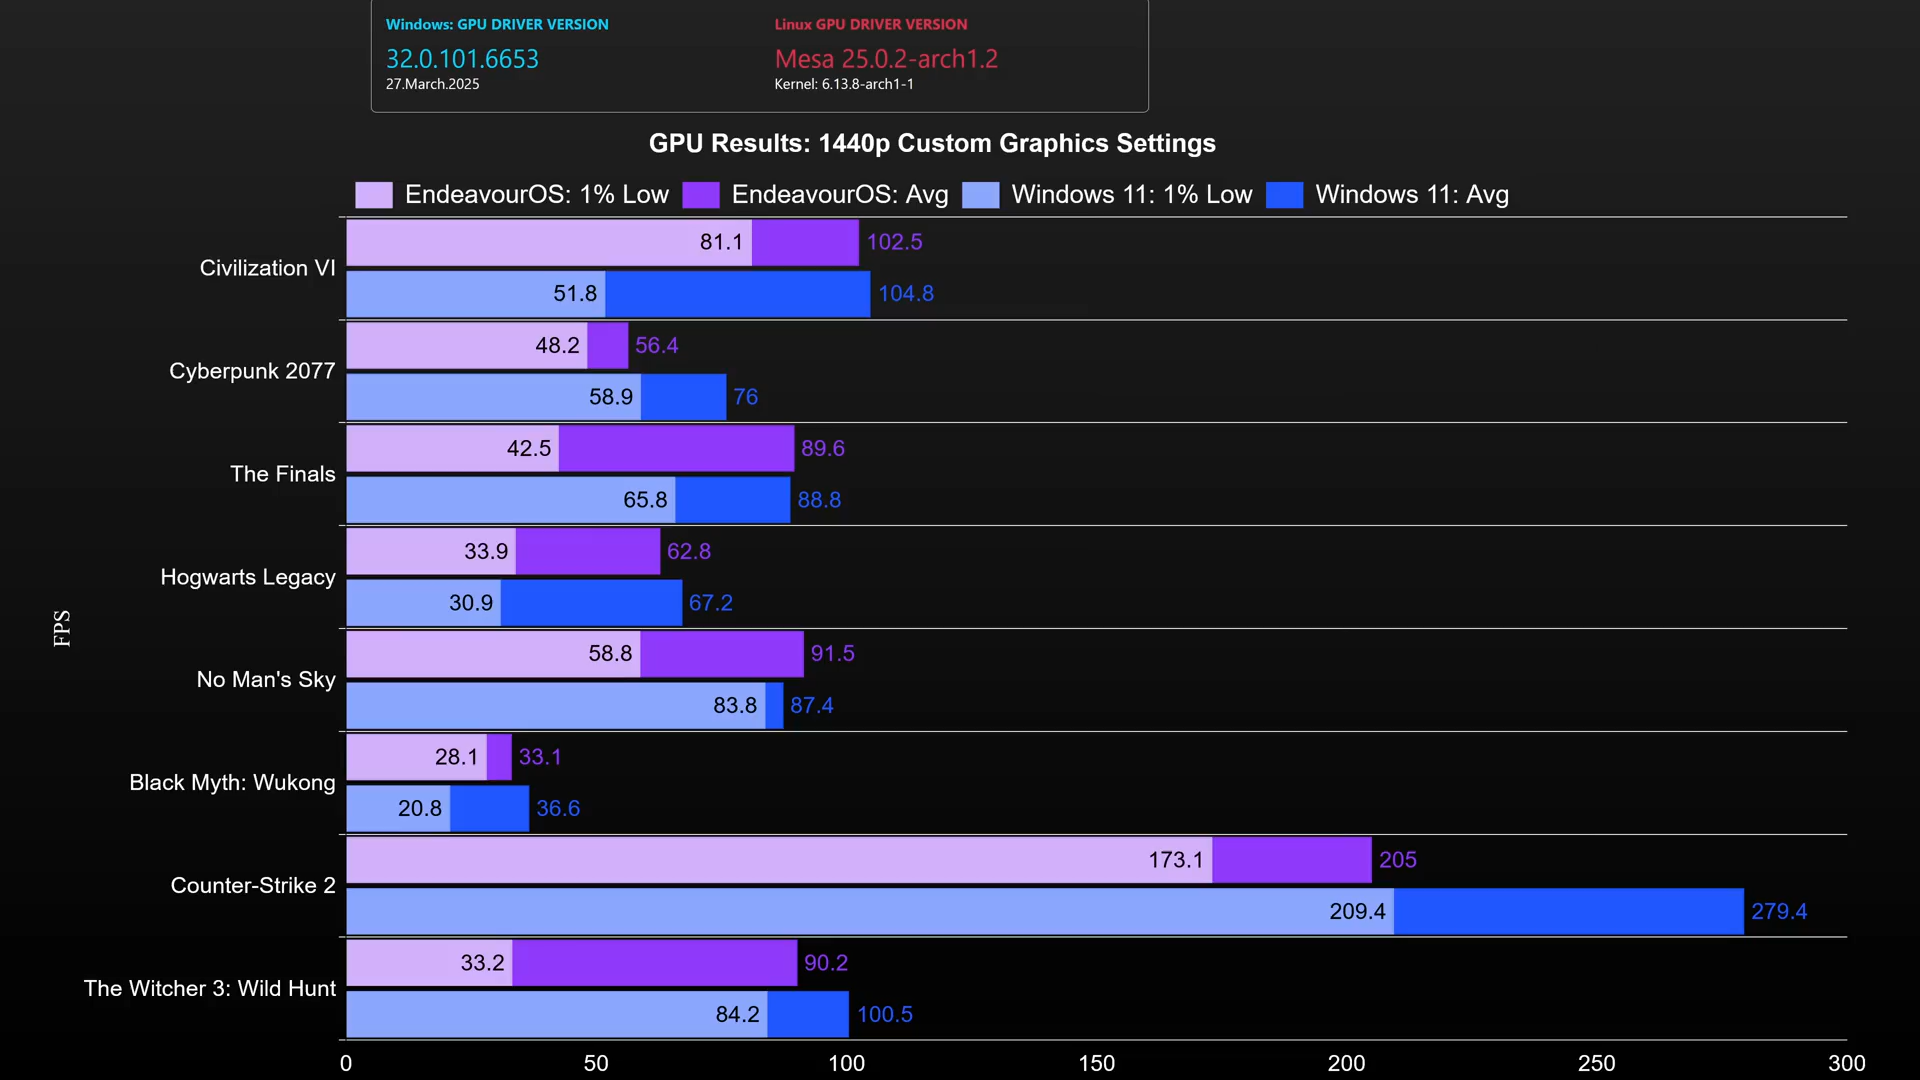 Windows: GPU DRIVER VERSION
32.0.101.6653
27.March.2025
Linux GPU DRIVER VERSION
Mesa 25.0.2-arch1.2
Kernel: 6.13.8-arch1-1
GPU Results: 1440p Custom Graphics Settings
EndeavourOS: 1% Low EndeavourOS: Avg Windows 11: 1% Low Windows 11: Avg
FPS
Civilization VI
81.1 102.5
51.8 104.8
Cyberpunk 2077
48.2 56.4
58.9 76
The Finals
42.5 89.6
65.8 88.8
Hogwarts Legacy
33.9 62.8
30.9 67.2
No Man's Sky
58.8 91.5
83.8 87.4
Black Myth: Wukong
28.1 33.1
20.8 36.6
Counter-Strike 2
173.1 205
209.4 279.4
The Witcher 3: Wild Hunt
33.2 90.2
84.2 100.5
0 50 100 150 200 250 300